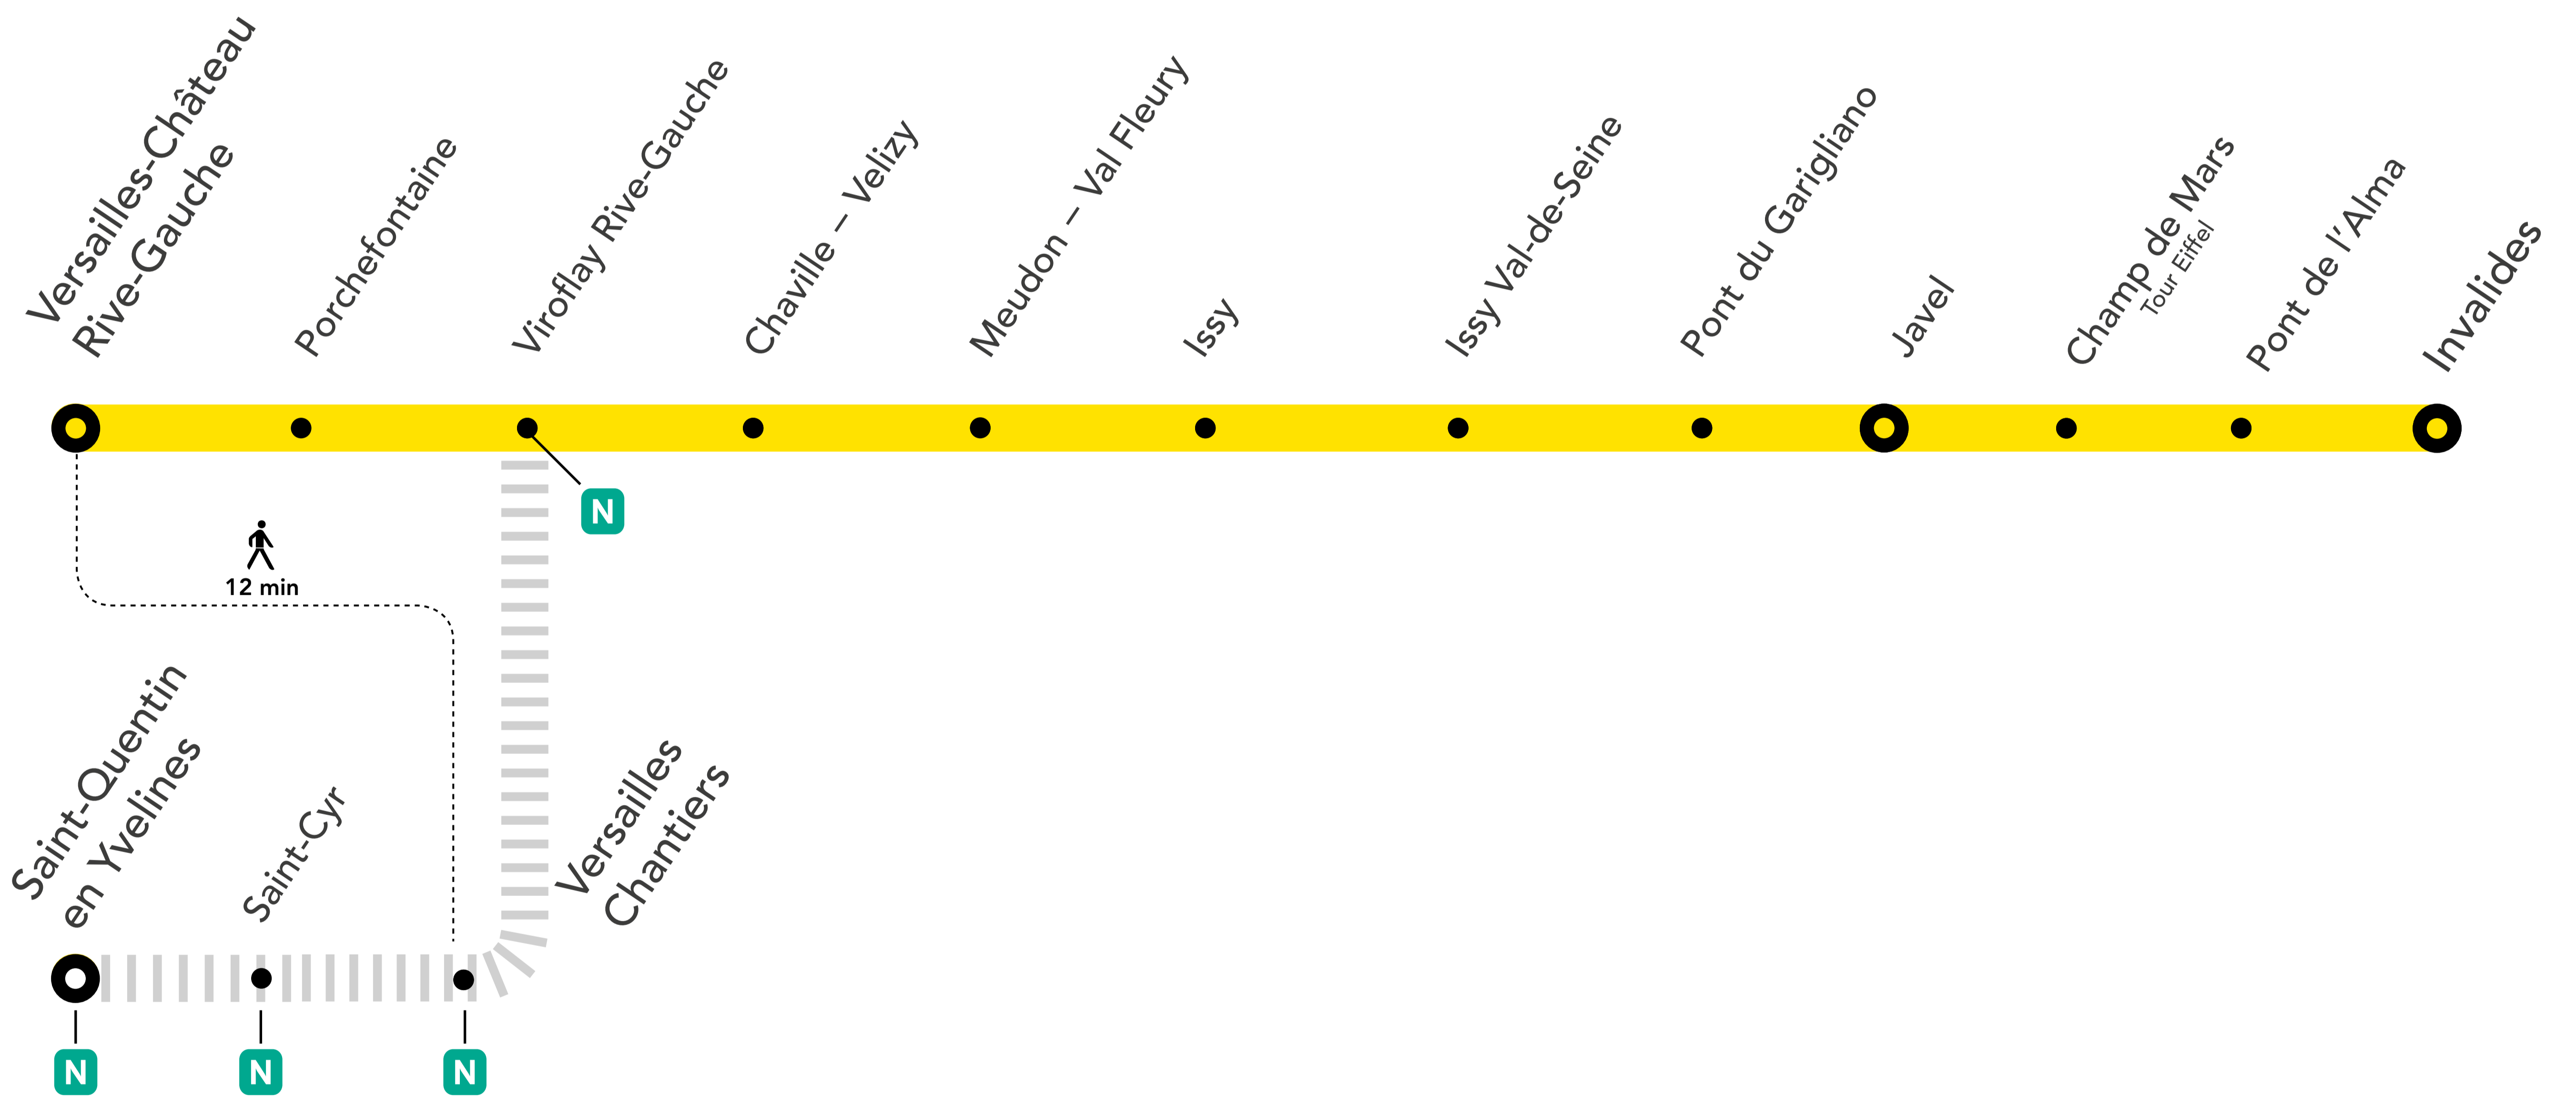 Versailles-Château
Rive-Gauche
Porchefontaine
Viroflay Rive-Gauche
Chaville – Velizy
Meudon – Val Fleury
Issy
Issy Val-de-Seine
Pont du Garigliano
Javel
Champ de Mars
Tour Eiffel
Pont de l'Alma
Invalides
N
12 min
Saint-Quentin
en Yvelines
Saint-Cyr
Versailles
Chantiers
N
N
N